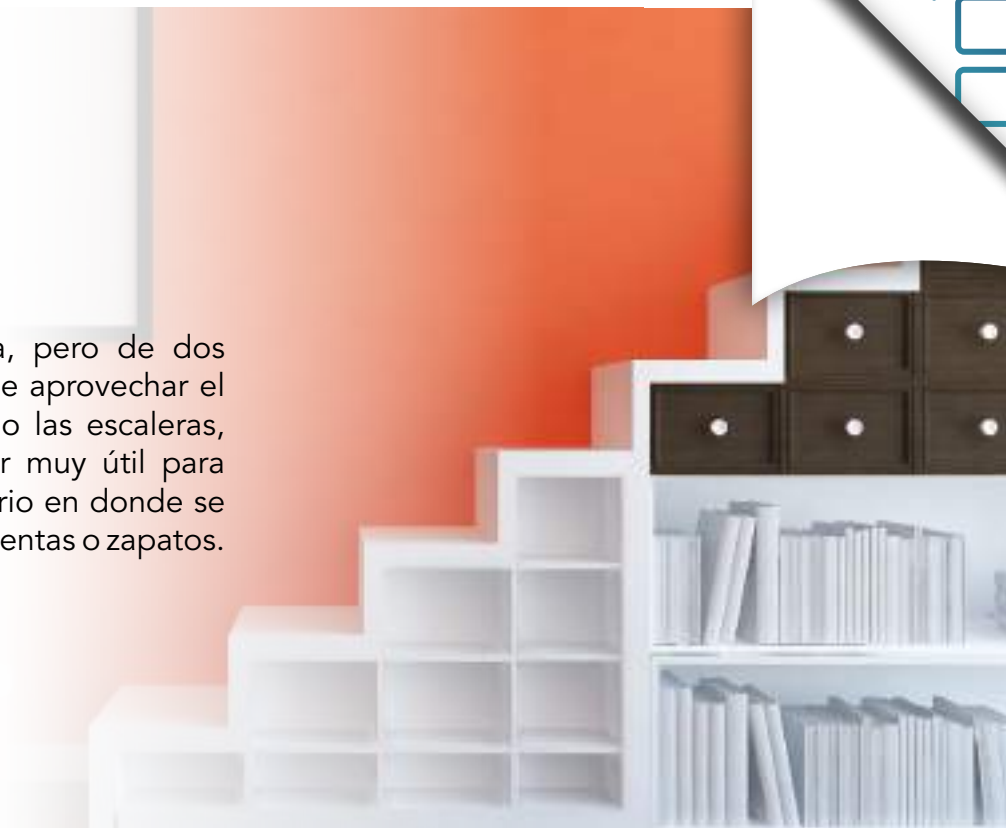 a, pero de dos
e aprovechar el
o las escaleras,
r muy útil para
rio en donde se
entas o zapatos.